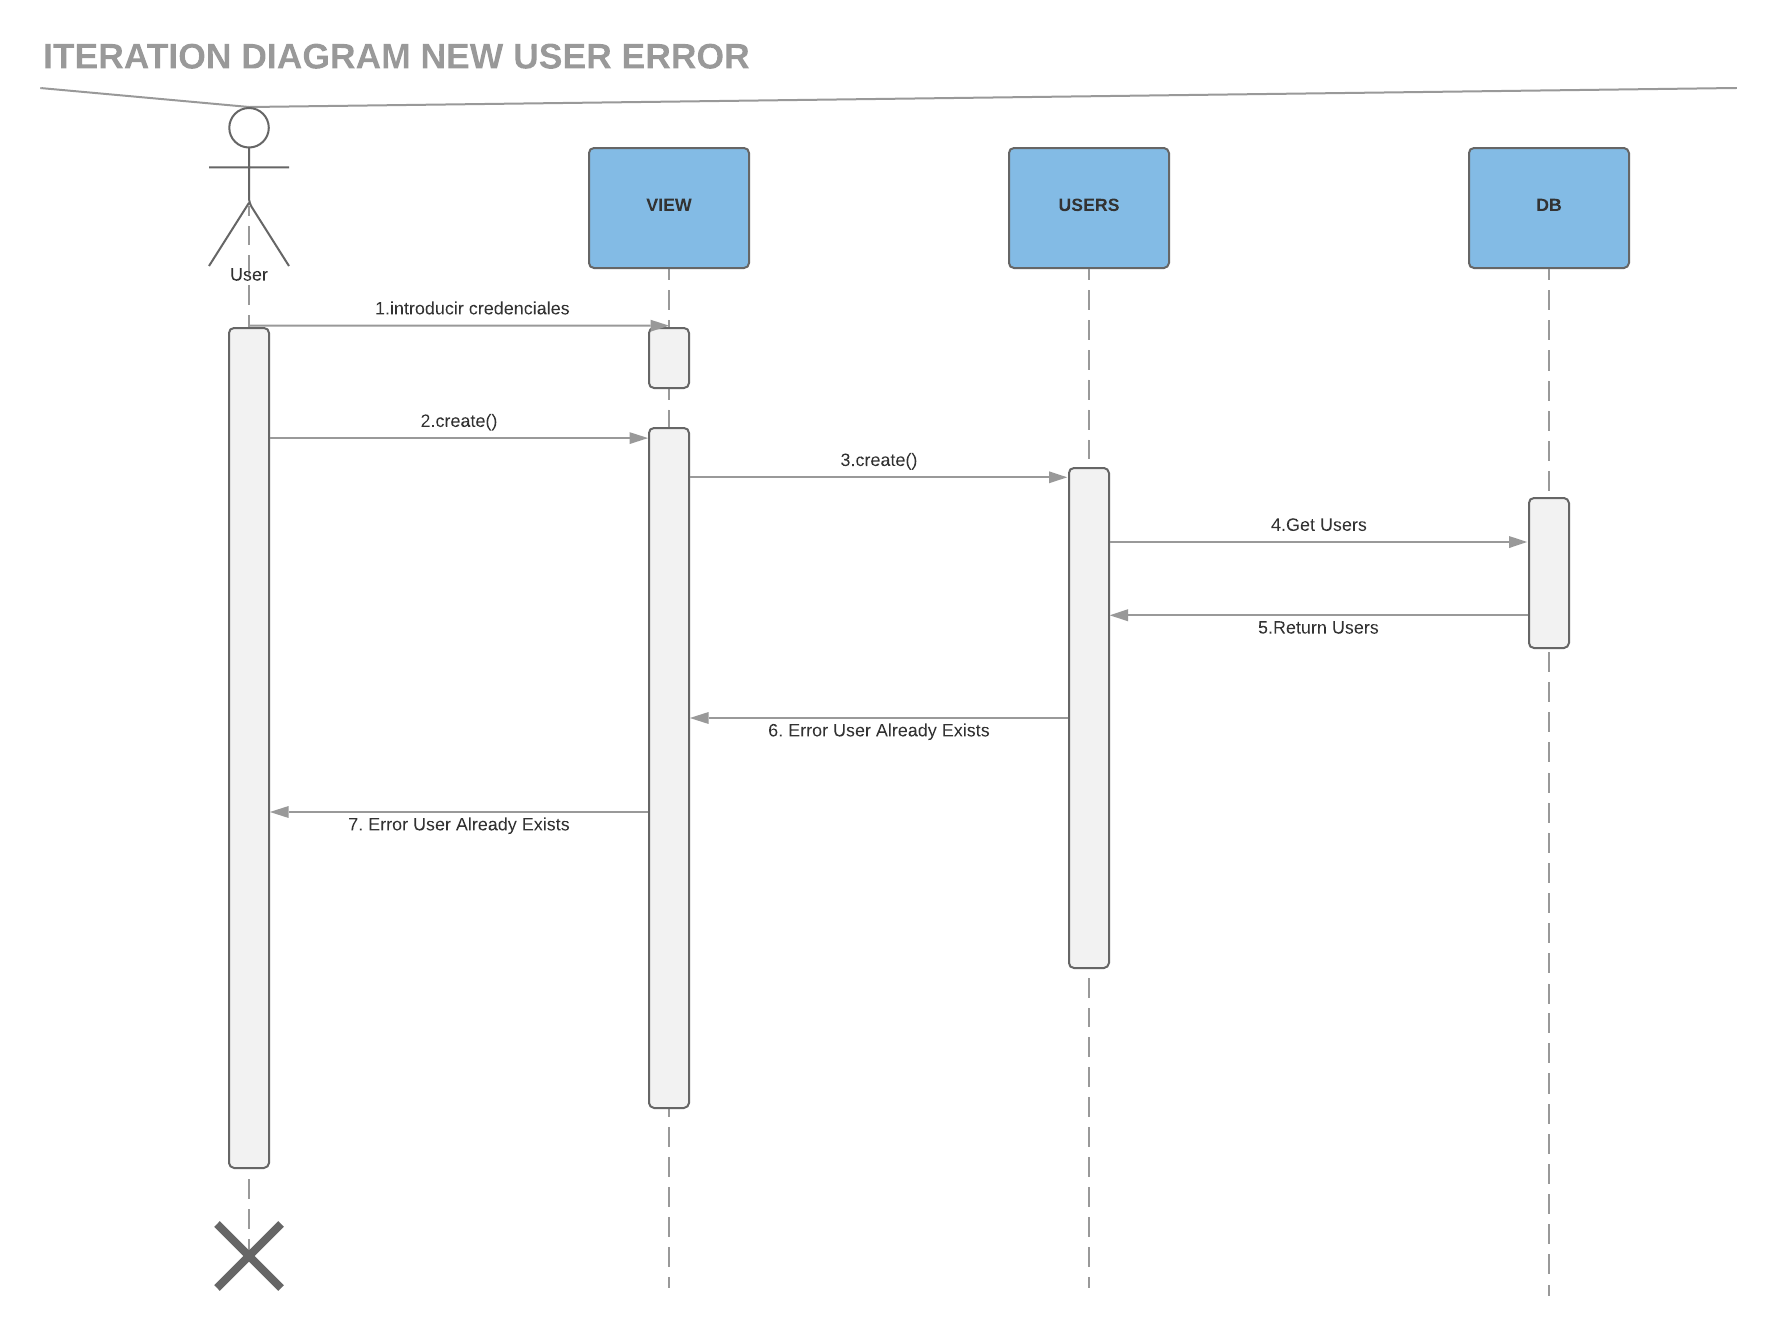 ITERATION DIAGRAM NEW USER ERROR
VIEW
USERS
DB
User
1.introducir credenciales
2.create()
3.create()
4.Get Users
5.Return Users
6. Error User Already Exists
7. Error User Already Exists